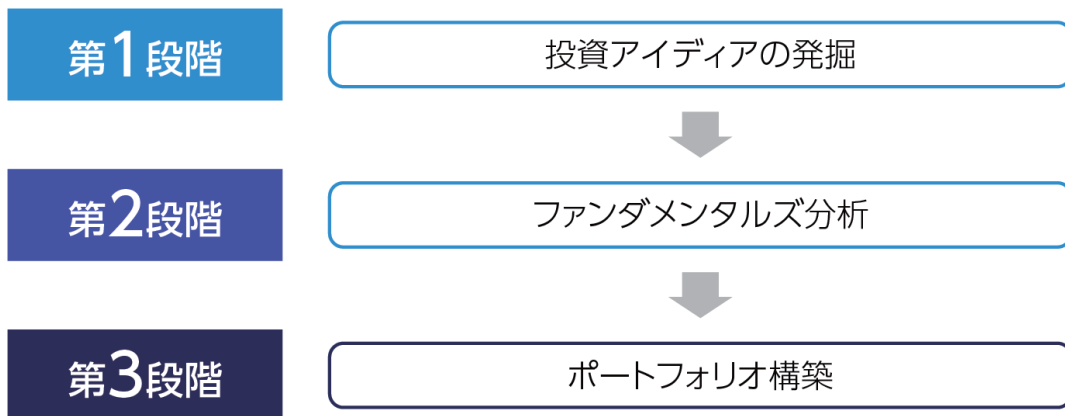 第1段階
投資アイディアの発掘
第2段階
ファンダメンタルズ分析
第3段階
ポートフォリオ構築